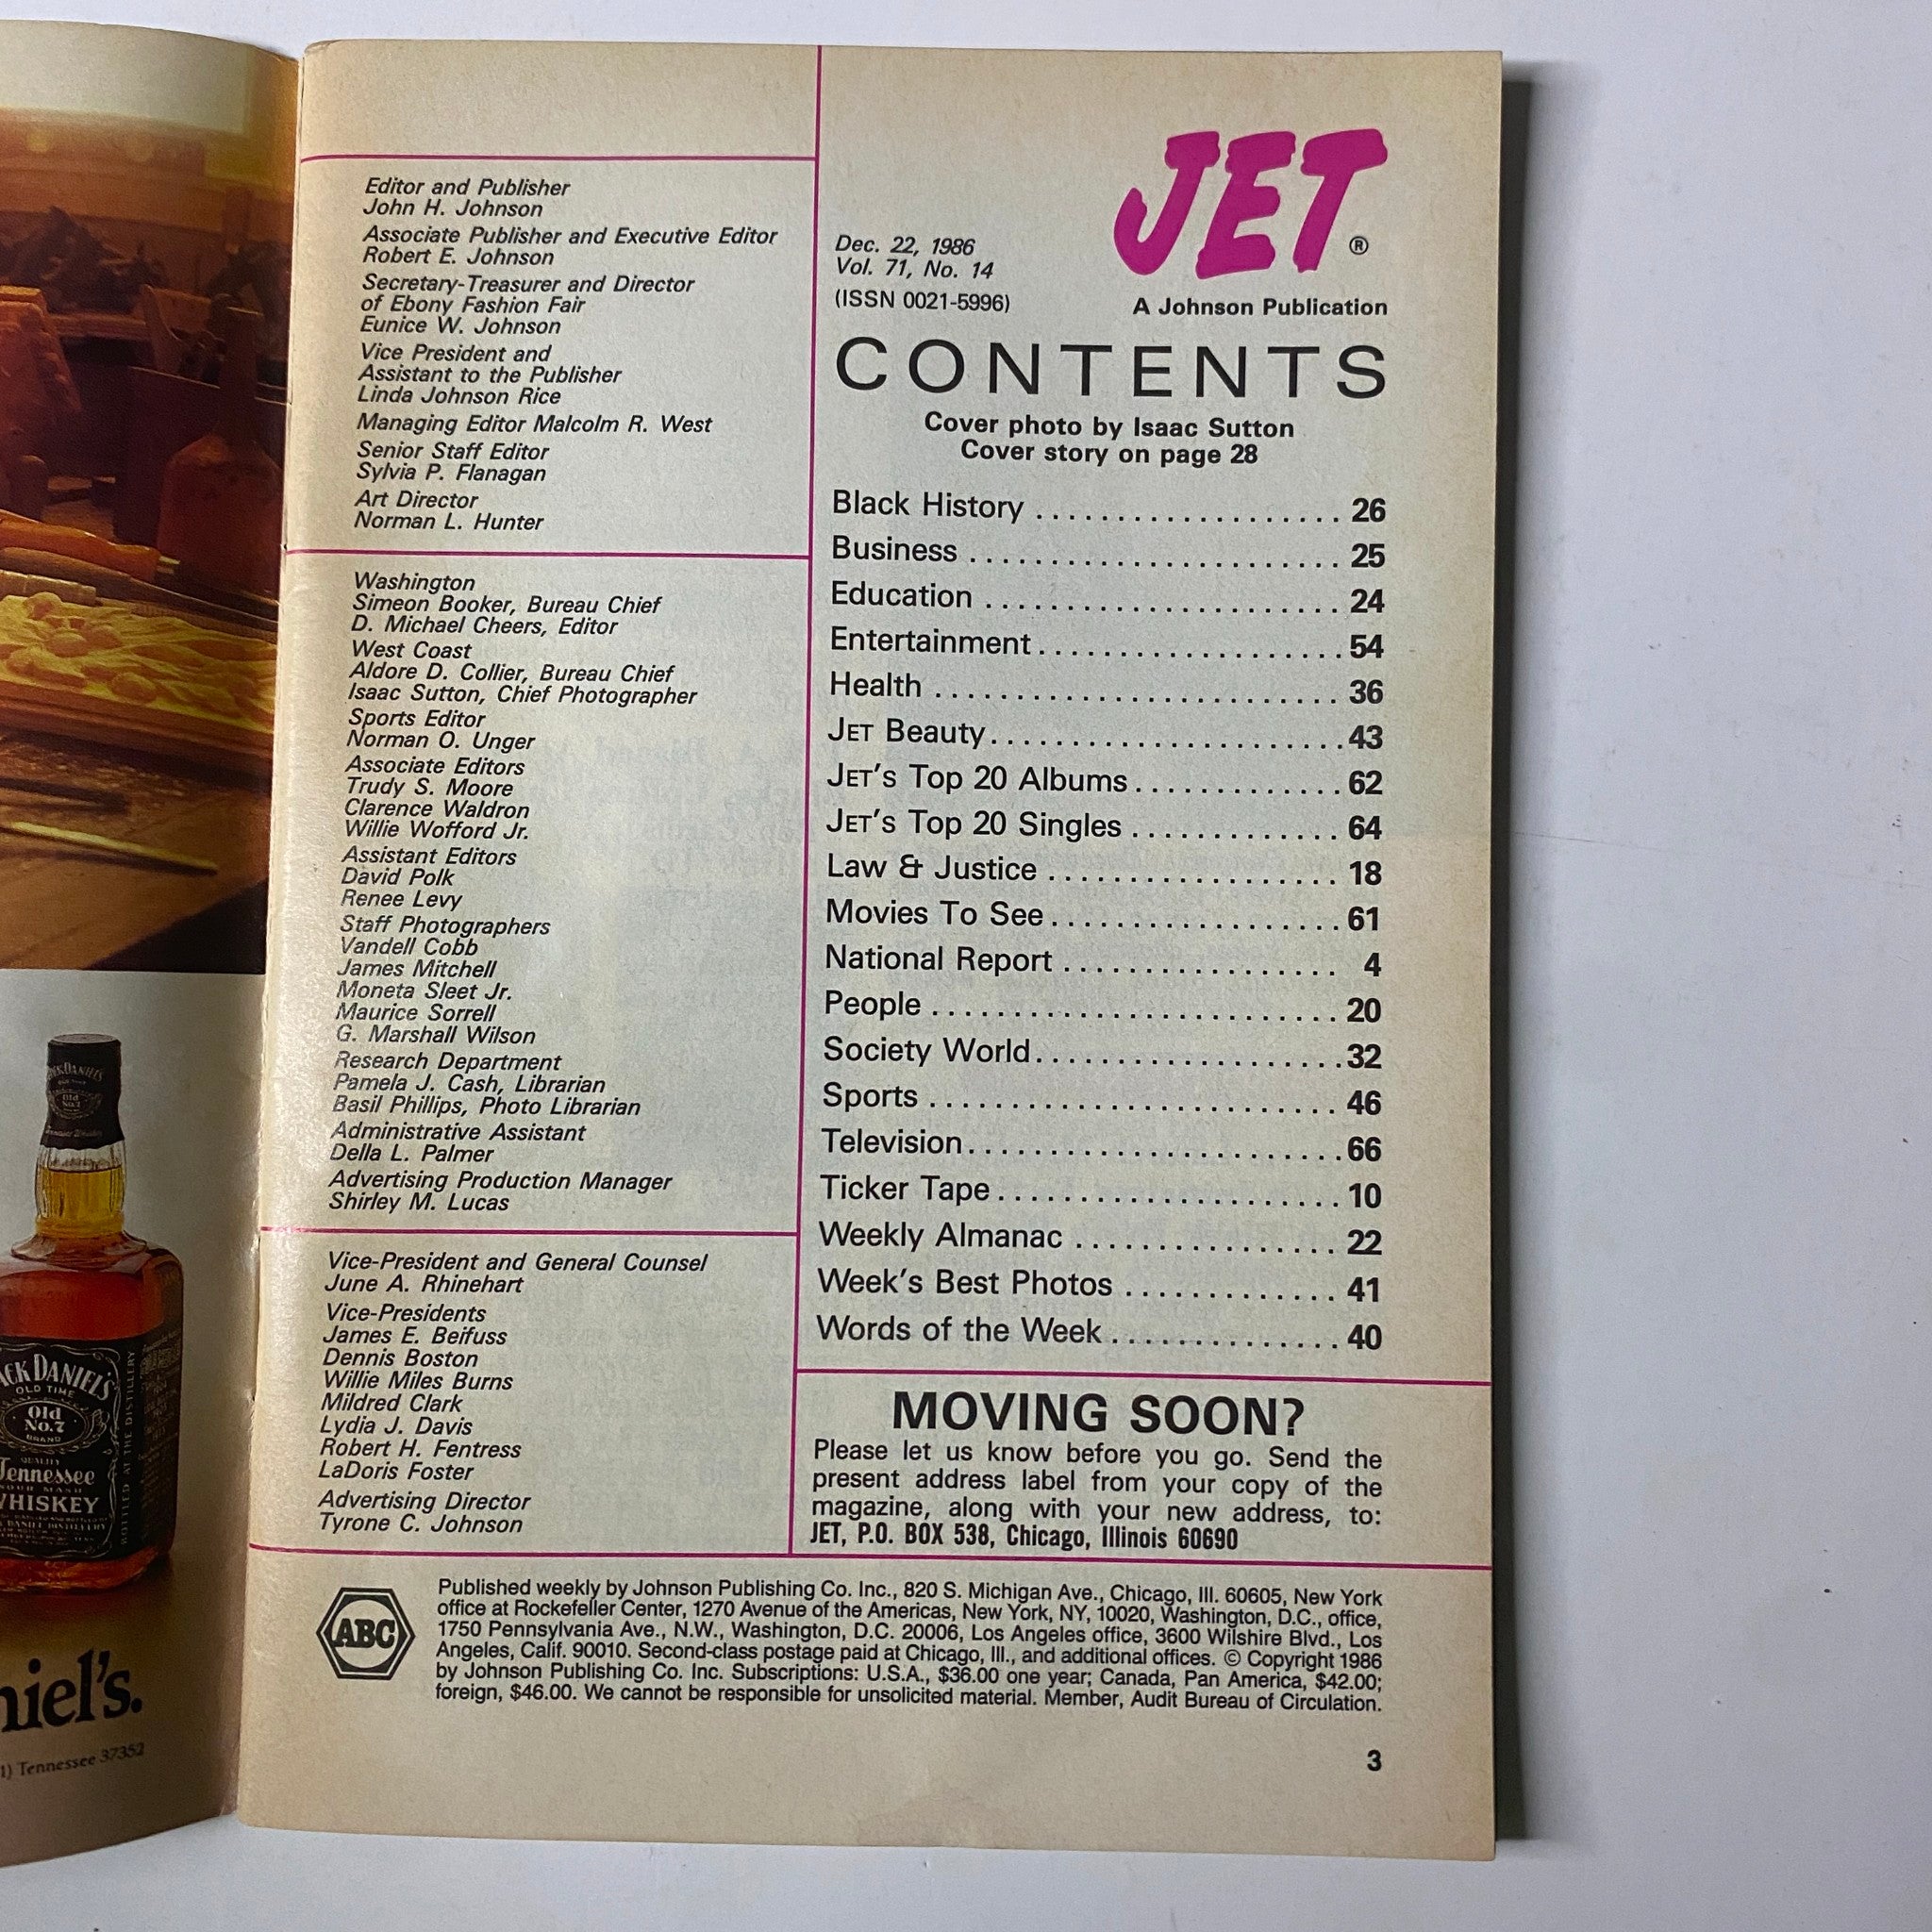 Editor and Publisher
John H. Johnson
Associate Publisher and Executive Editor
Robert E. Johnson
Secretary-Treasurer and Director
of Ebony Fashion Fair
Eunice W. Johnson
Vice President and
Assistant to the Publisher
Linda Johnson Rice
Managing Editor Malcolm R. West
Senior Staff Editor
Sylvia P. Flanagan
Art Director
Norman L. Hunter
Washington
Simeon Booker, Bureau Chief
D. Michael Cheers, Editor
West Coast
Aldore D. Collier, Bureau Chief
Isaac Sutton, Chief Photographer
Sports Editor
Norman O. Unger
Associate Editors
Trudy S. Moore
Clarence Waldron
Willie Wofford Jr.
Assistant Editors
David Polk
Renee Levy
Staff Photographers
Vandell Cobb
James Mitchell
Moneta Sleet Jr.
Maurice Sorrell
G. Marshall Wilson
Research Department
Pamela J. Cash, Librarian
Basil Phillips, Photo Librarian
Administrative Assistant
Della L. Palmer
Advertising Production Manager
Shirley M. Lucas
Vice-President and General Counsel
June A. Rhinehart
Vice-Presidents
James E. Beifuss
Dennis Boston
Willie Miles Burns
Mildred Clark
Lydia J. Davis
Robert H. Fentress
LaDoris Foster
Advertising Director
Tyrone C. Johnson
JET®
Dec. 22, 1986
Vol. 71, No. 14
(ISSN 0021-5996)
A Johnson Publication
CONTENTS
Cover photo by Isaac Sutton
Cover story on page 28
Black History .................... 26
Business ........................ 25
Education ....................... 24
Entertainment.................... 54
Health .......................... 36
JET Beauty....................... 43
JET'S Top 20 Albums.............. 62
JET'S Top 20 Singles ............. 64
Law & Justice ................... 18
Movies To See.................... 61
National Report .................. 4
People .......................... 20
Society World.................... 32
Sports .......................... 46
Television....................... 66
Ticker Tape...................... 10
Weekly Almanac ................. 22
Week's Best Photos .............. 41
Words of the Week ............... 40
MOVING SOON?
Please let us know before you go. Send the
present address label from your copy of the
magazine, along with your new address, to:
JET, P.O. BOX 538, Chicago, Illinois 60690
ABC
Published weekly by Johnson Publishing Co. Inc., 820 S. Michigan Ave., Chicago, Ill. 60605, New York
office at Rockefeller Center, 1270 Avenue of the Americas, New York, NY, 10020, Washington, D.C., office,
1750 Pennsylvania Ave., N.W., Washington, D.C. 20006, Los Angeles office, 3600 Wilshire Blvd., Los
Angeles, Calif. 90010. Second-class postage paid at Chicago, Ill., and additional offices. © Copyright 1986
by Johnson Publishing Co. Inc. Subscriptions: U.S.A., $36.00 one year; Canada, Pan America, $42.00;
foreign, $46.00. We cannot be responsible for unsolicited material. Member, Audit Bureau of Circulation.
3
ACK DANIEL'S
OLD TIME
Old
No.7
BRAND
QUALITY
Tennessee
SOUR MASH
WHISKEY
BOTTLED AT THE DISTILLERY
niel's.
1) Tennessee 37352